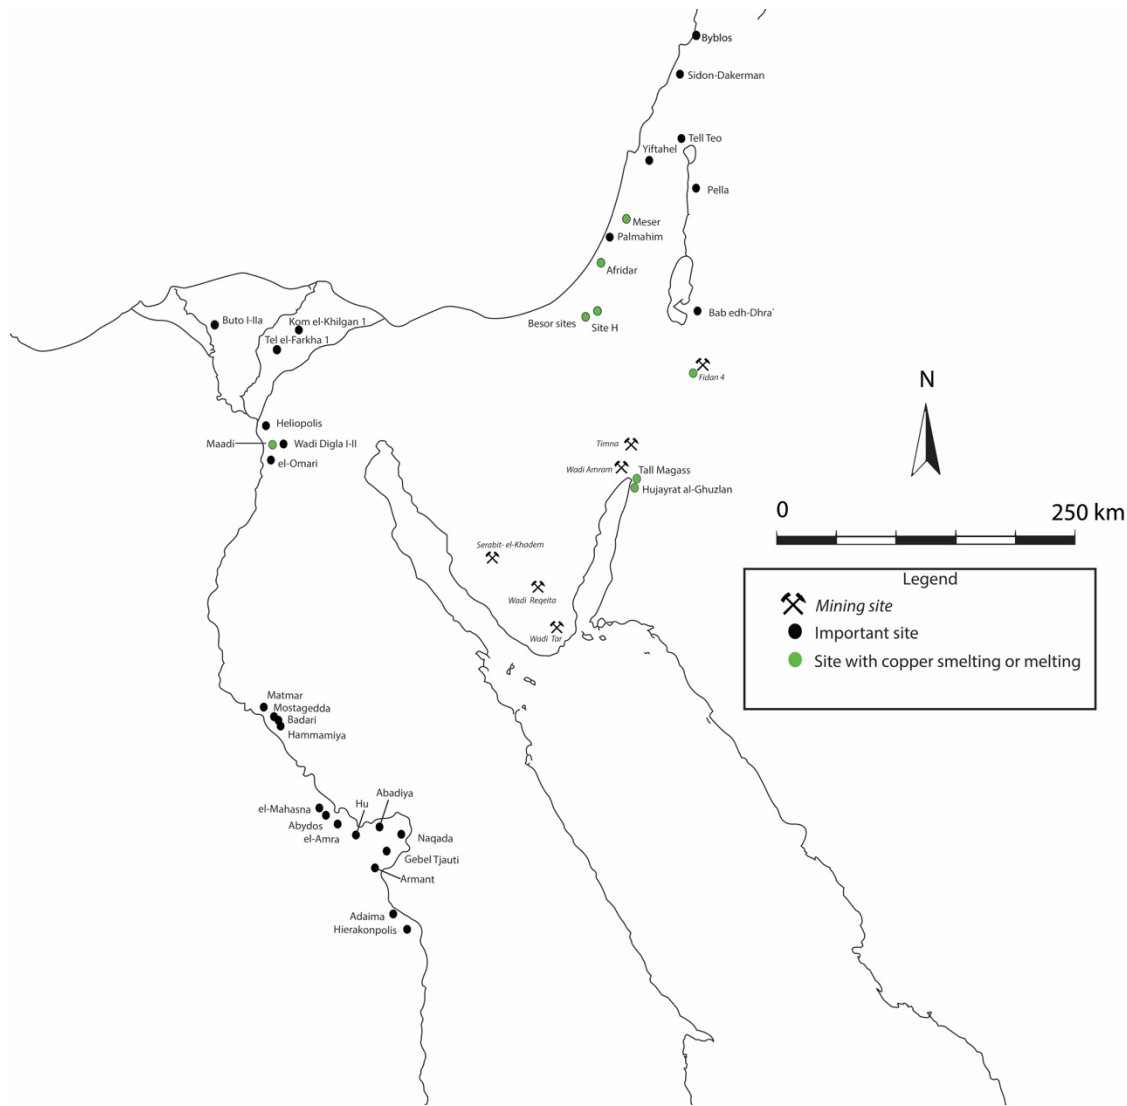 Byblos
Sidon-Dakerman
Tell Teo
Yiftahel
Pella
Meser
Palmahim
Afridar
Bab edh-Dhra`
Besor sites
Site H
Buto I-IIa
Kom el-Khilgan 1
Tel el-Farkha 1
Fidan 4
Heliopolis
Maadi
Wadi Digla I-II
el-Omari
Timna
Wadi Amram
Tall Magass
Hujayrat al-Ghuzlan
N
0
250 km
Serabit- el-Khadem
Wadi Reqeita
Wadi Tar
Legend
Mining site
Important site
Site with copper smelting or melting
Matmar
Mostagedda
Badari
Hammamiya
el-Mahasna
Abydos
el-Amra
Hu
Abadiya
Naqada
Gebel Tjauti
Armant
Adaima
Hierakonpolis